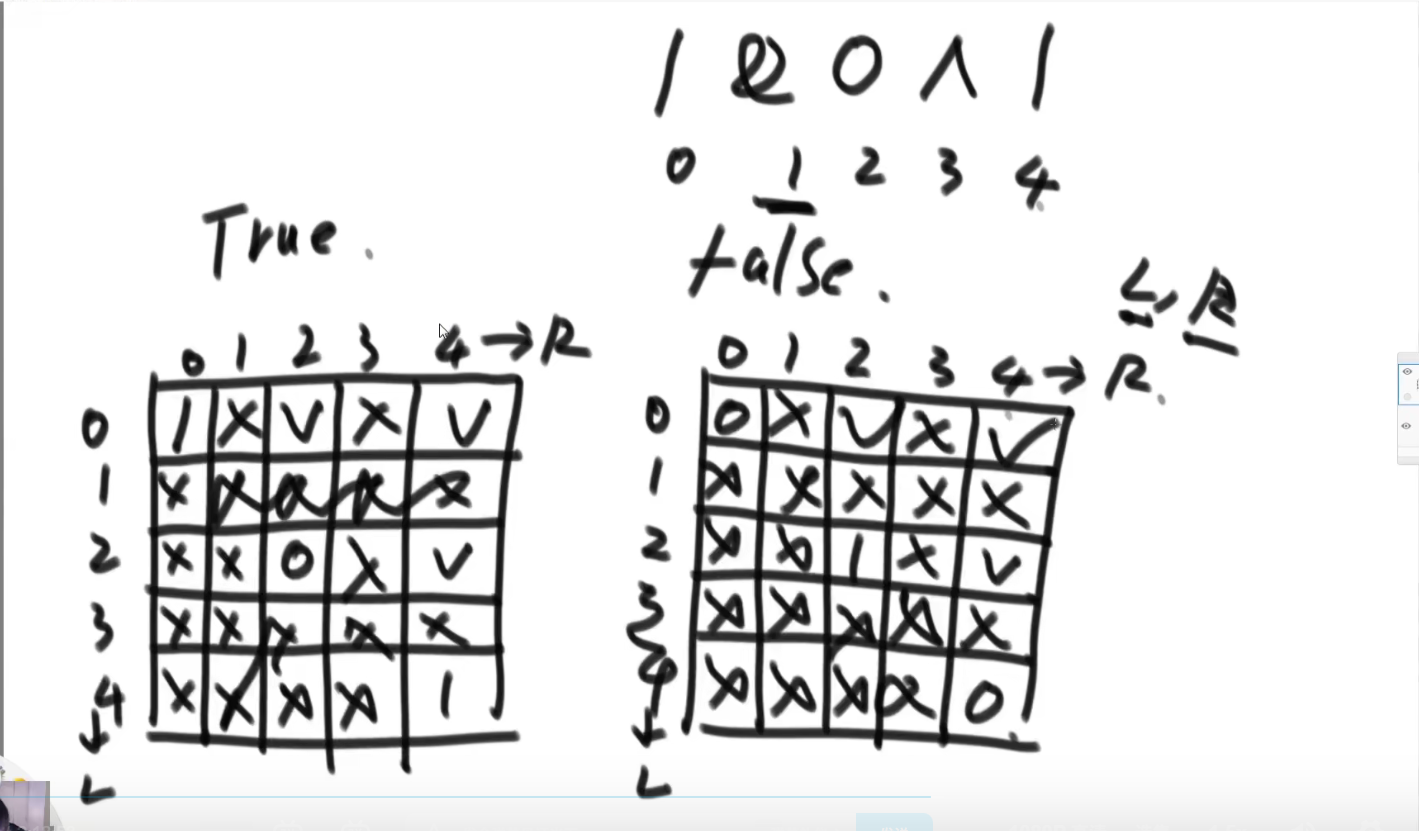 1 & 0 ∧ 1
0 1 2 3 4
True.
false.
L, R
0 1 2 3 4 → R
0 1 x v x v
1 x x x x x
2 x x 0 x v
3 x x x x x
4 x x x x 1
↓
L
0 1 2 3 4 → R.
0 0 x v x v
1 x x x x x
2 x x 1 x v
3 x x x x x
4 x x x x 0
↓
L